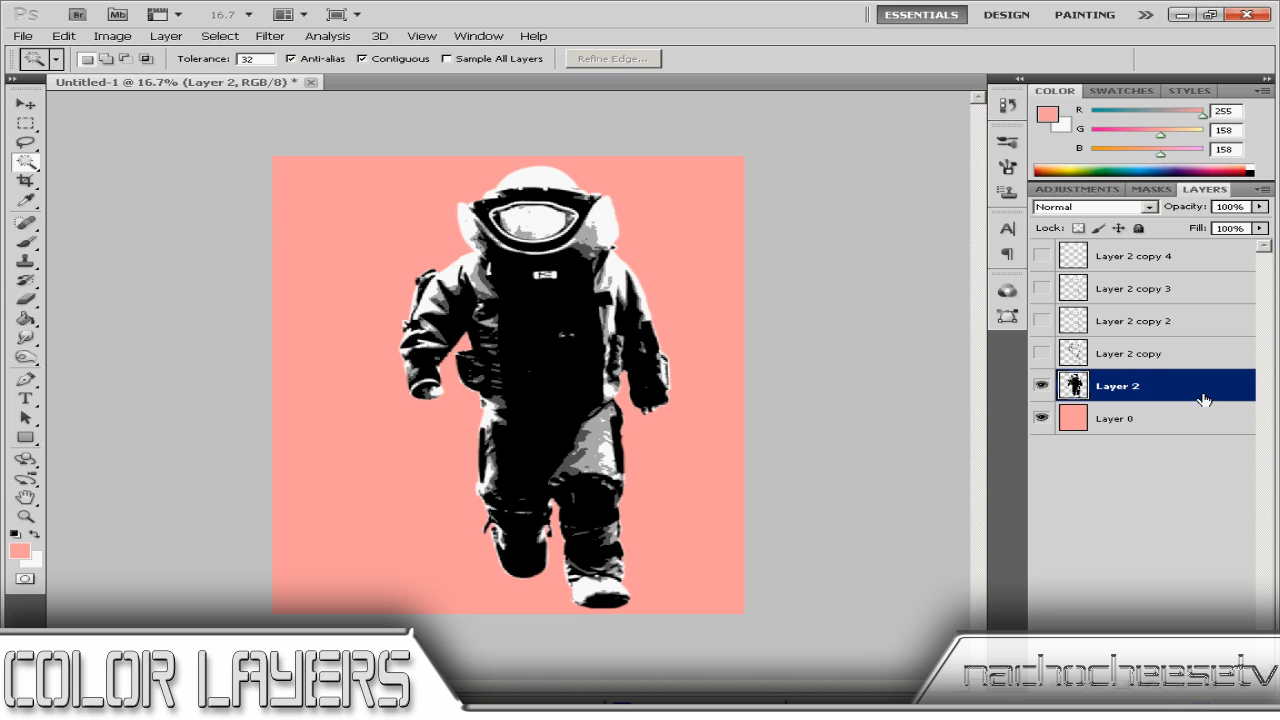 Ps Br Mb 16.7 ESSENTIALS DESIGN PAINTING
File Edit Image Layer Select Filter Analysis 3D View Window Help
Tolerance: 32 Anti-alias Contiguous Sample All Layers Refine Edge...
Untitled-1 @ 16.7% (Layer 2, RGB/8) *
COLOR SWATCHES STYLES
R 255
G 158
B 158
ADJUSTMENTS MASKS LAYERS
Normal Opacity: 100%
Lock: Fill: 100%
Layer 2 copy 4
Layer 2 copy 3
Layer 2 copy 2
Layer 2 copy
Layer 2
Layer 0
COLOR LAYERS
nachocheesetv